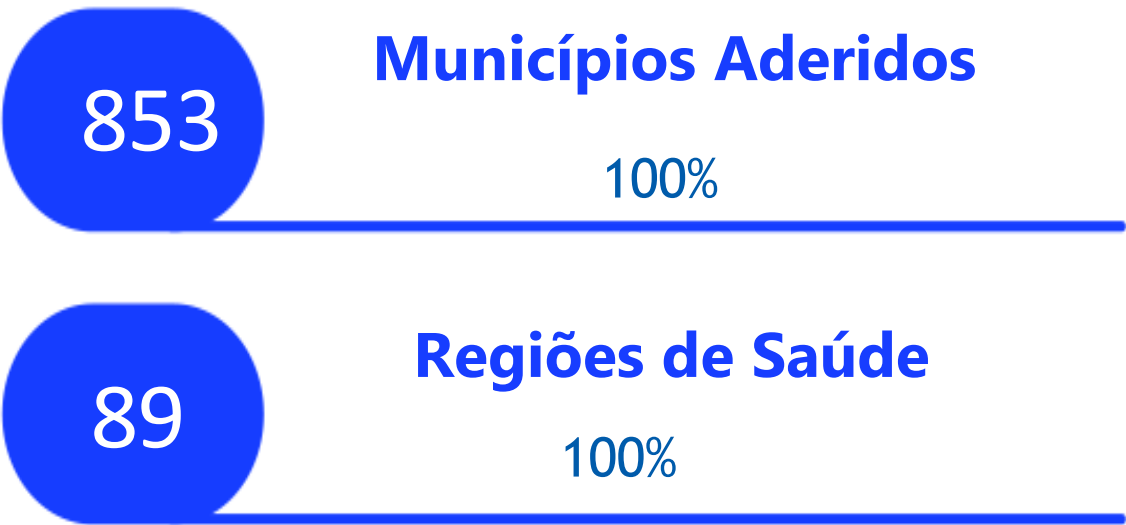 853
Municípios Aderidos
100%
89
Regiões de Saúde
100%